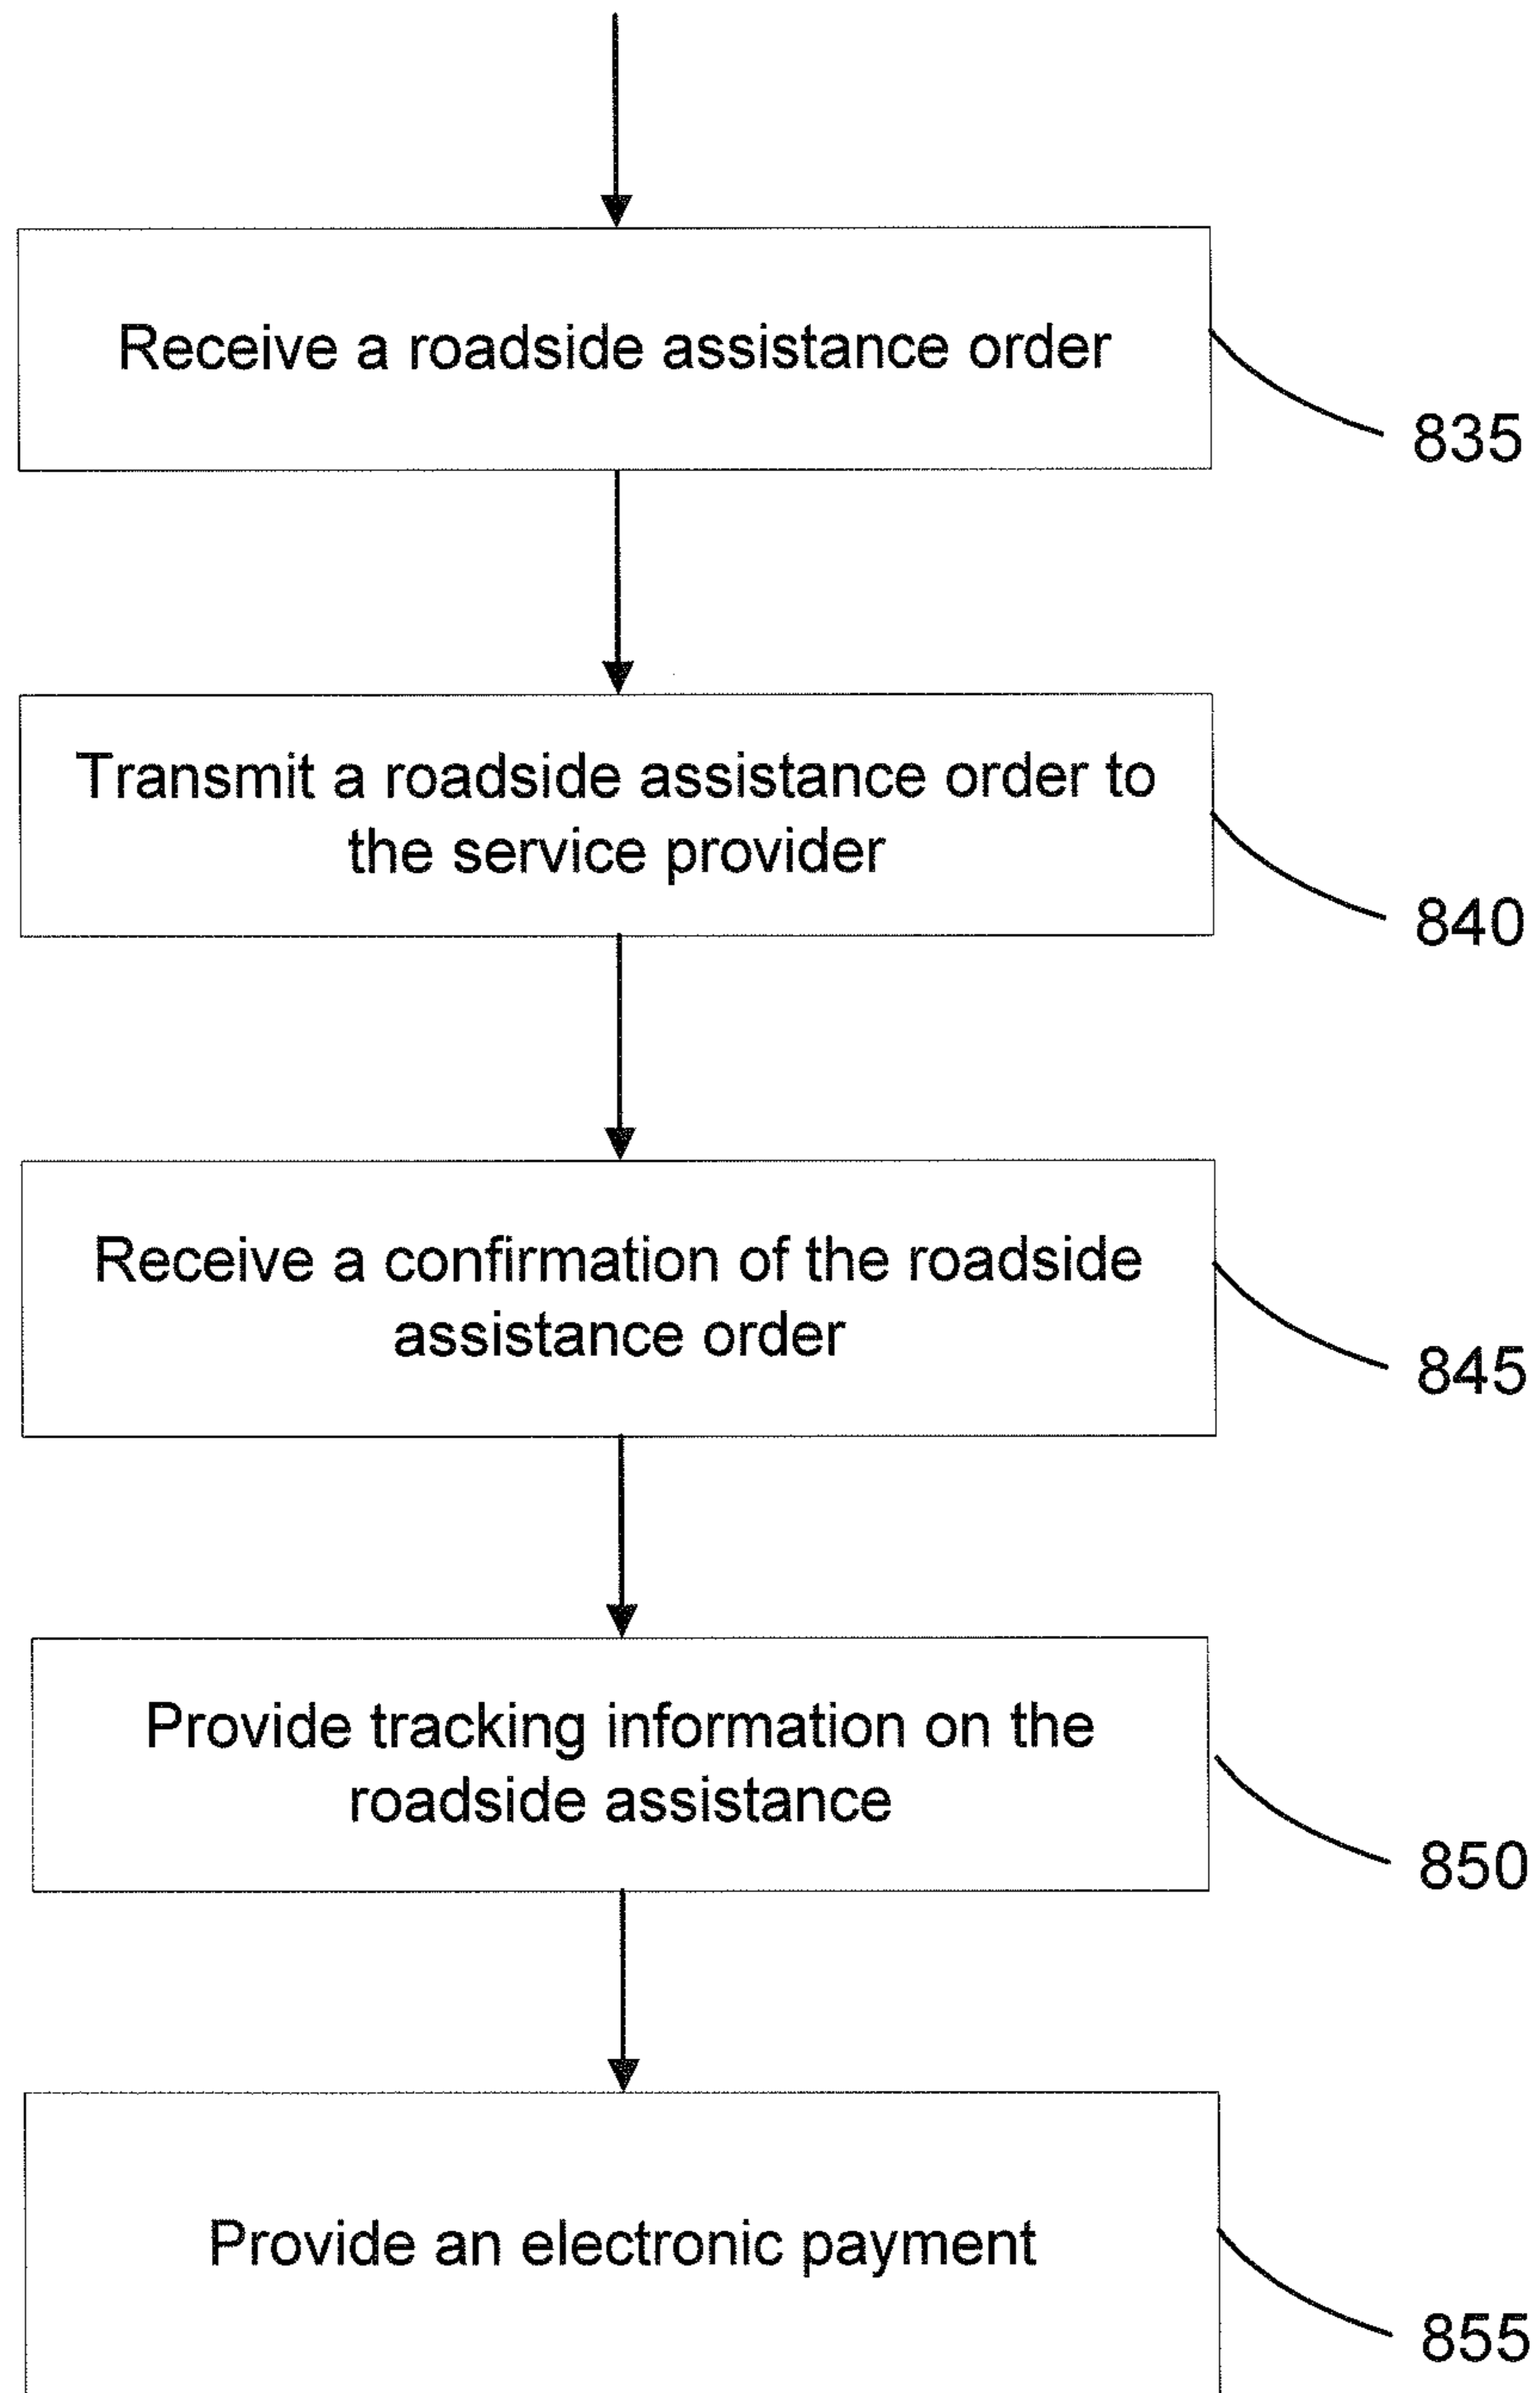 Receive a roadside assistance order
835
Transmit a roadside assistance order to
the service provider
840
Receive a confirmation of the roadside
assistance order
845
Provide tracking information on the
roadside assistance
850
Provide an electronic payment
855